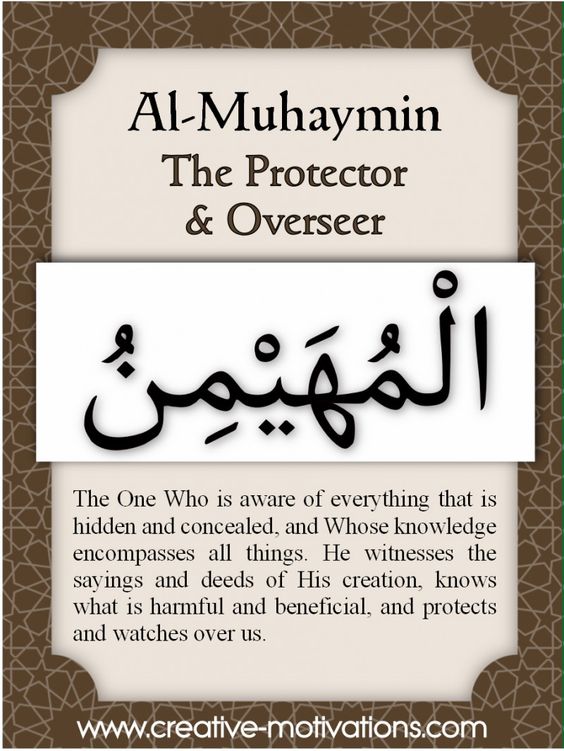 Al-Muhaymin
The Protector
& Overseer
الْمُهَيْمِنُ
The One Who is aware of everything that is
hidden and concealed, and Whose knowledge
encompasses all things. He witnesses the
sayings and deeds of His creation, knows
what is harmful and beneficial, and protects
and watches over us.
www.creative-motivations.com